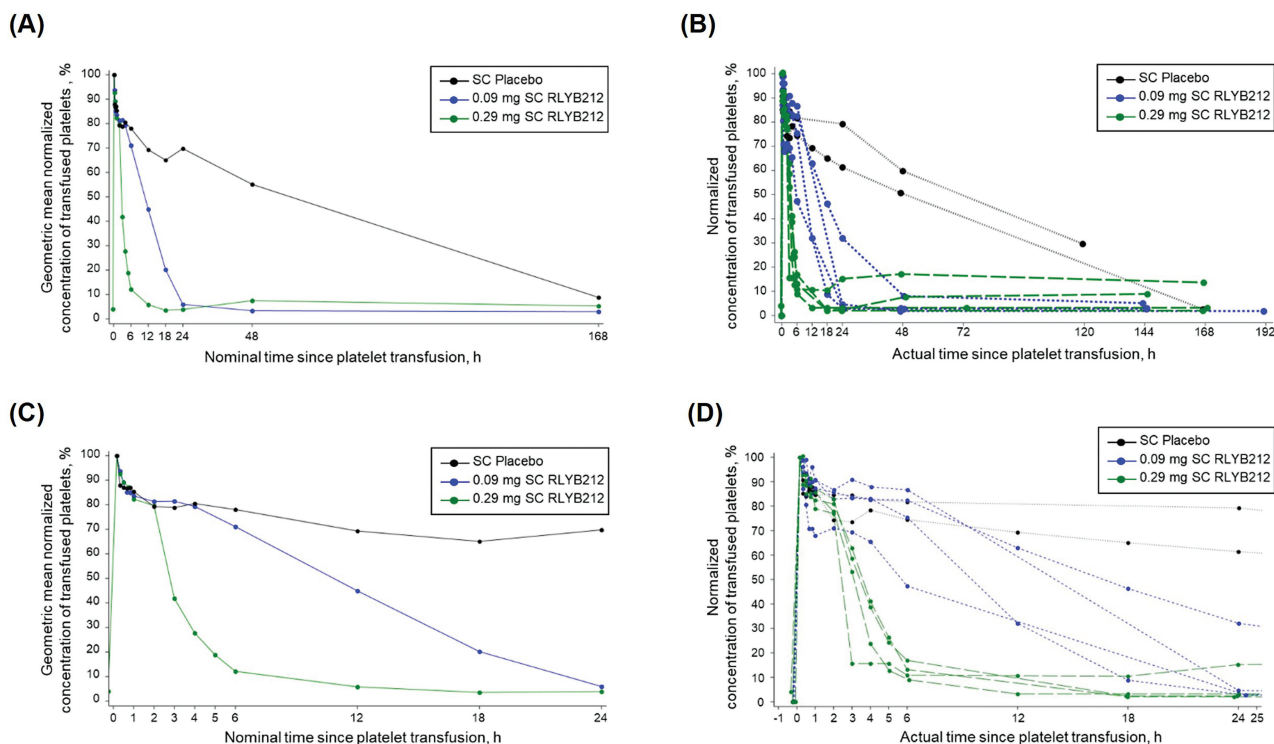 (A)
Geometric mean normalized
concentration of transfused platelets, %
100
90
80
70
60
50
40
30
20
10
0
0 6 12 18 24 48 168
Nominal time since platelet transfusion, h
SC Placebo
0.09 mg SC RLYB212
0.29 mg SC RLYB212
(B)
Normalized
concentration of transfused platelets, %
100
90
80
70
60
50
40
30
20
10
0
0 6 12 18 24 48 72 120 144 168 192
Actual time since platelet transfusion, h
SC Placebo
0.09 mg SC RLYB212
0.29 mg SC RLYB212
(C)
Geometric mean normalized
concentration of transfused platelets, %
100
90
80
70
60
50
40
30
20
10
0
0 1 2 3 4 5 6 12 18 24
Nominal time since platelet transfusion, h
SC Placebo
0.09 mg SC RLYB212
0.29 mg SC RLYB212
(D)
Normalized
concentration of transfused platelets, %
100
90
80
70
60
50
40
30
20
10
0
-1 0 1 2 3 4 5 6 12 18 24 25
Actual time since platelet transfusion, h
SC Placebo
0.09 mg SC RLYB212
0.29 mg SC RLYB212